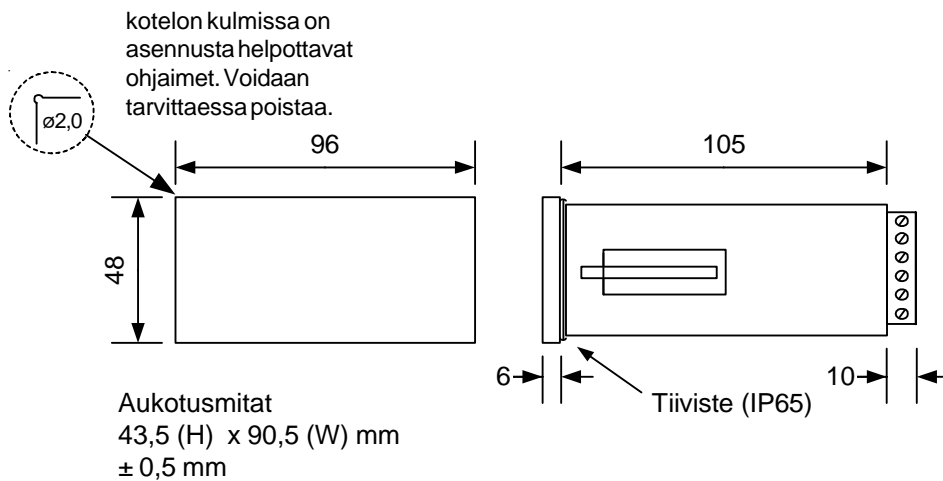 kotelon kulmissa on
asennusta helpottavat
ohjaimet. Voidaan
tarvittaessa poistaa.
ø2,0
96
105
48
6
10
Tiiviste (IP65)
Aukotusmitat
43,5 (H) x 90,5 (W) mm
± 0,5 mm